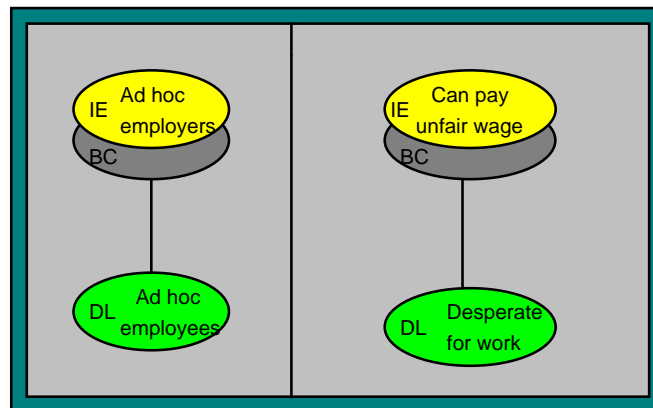 IE Ad hoc
employers
BC
DL Ad hoc
employees
IE Can pay
unfair wage
BC
DL Desperate
for work